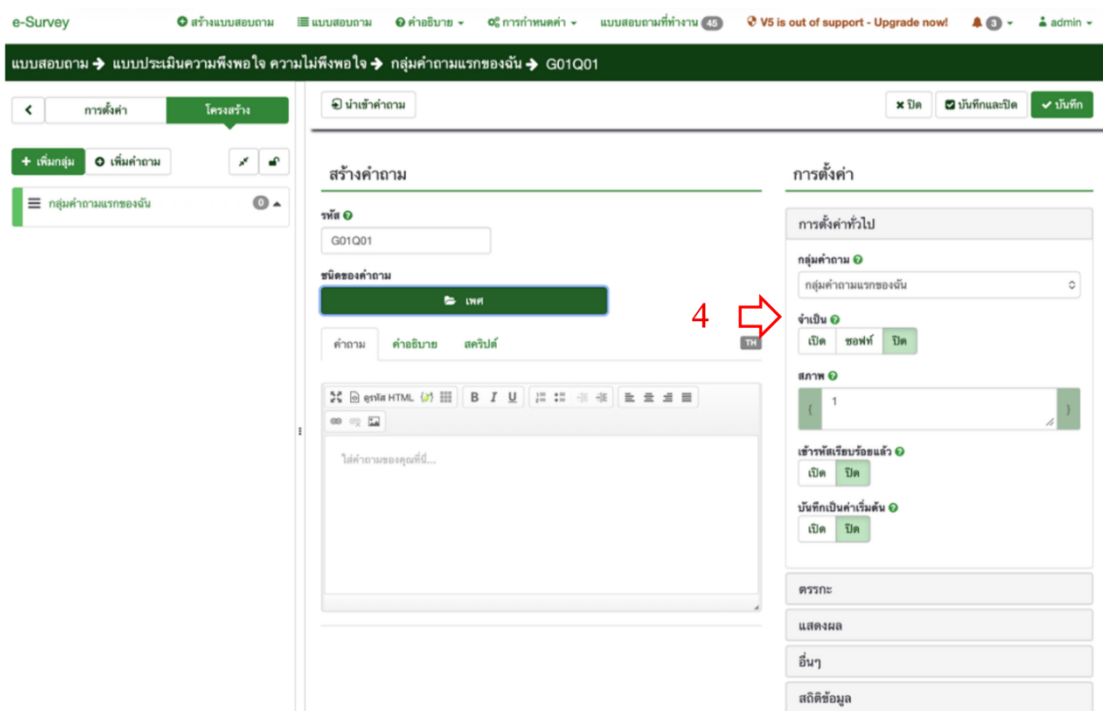 e-Survey สร้างแบบสอบถาม แบบสอบถาม คำอธิบาย การกำหนดค่า แบบสอบถามที่ทำงาน 45 V5 is out of support - Upgrade now! 3 admin
แบบสอบถาม แบบประเมินความพึงพอใจ ความไม่พึงพอใจ กลุ่มคำถามแรกของฉัน G01Q01
การตั้งค่า โครงสร้าง
นำเข้าคำถาม
ปิด บันทึกและปิด บันทึก
เพิ่มกลุ่ม เพิ่มคำถาม
กลุ่มคำถามแรกของฉัน 0
สร้างคำถาม
รหัส
G01Q01
ชนิดของคำถาม
เพศ
คำถาม คำอธิบาย สคริปต์ TH
ดูรหัส HTML B I U
ใส่คำถามของคุณที่นี่...
4
การตั้งค่า
การตั้งค่าทั่วไป
กลุ่มคำถาม
กลุ่มคำถามแรกของฉัน
จำเป็น
เปิด ซอฟท์ ปิด
สภาพ
{ 1 }
เข้ารหัสเรียบร้อยแล้ว
เปิด ปิด
บันทึกเป็นค่าเริ่มต้น
เปิด ปิด
ตรรกะ
แสดงผล
อื่นๆ
สถิติข้อมูล